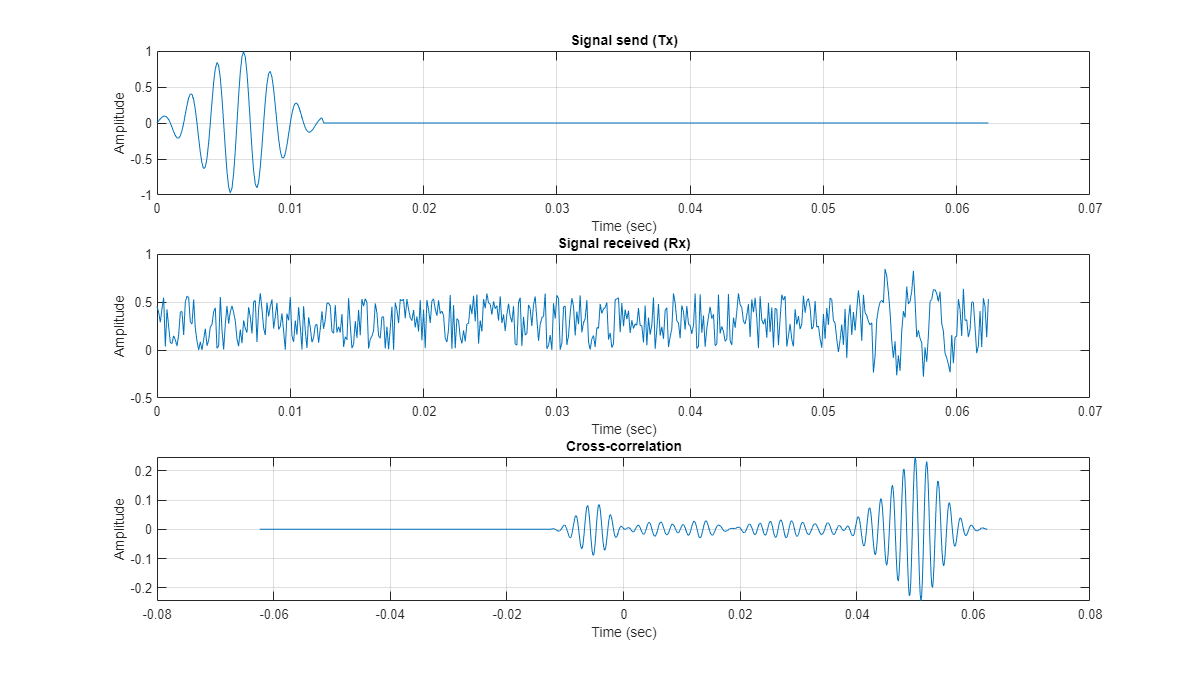 Signal send (Tx)
1
0.5
0
-0.5
-1
Amplitude
0 0.01 0.02 0.03 0.04 0.05 0.06 0.07
Time (sec)
Signal received (Rx)
1
0.5
0
-0.5
Amplitude
0 0.01 0.02 0.03 0.04 0.05 0.06 0.07
Time (sec)
Cross-correlation
0.2
0.1
0
-0.1
-0.2
Amplitude
-0.08 -0.06 -0.04 -0.02 0 0.02 0.04 0.06 0.08
Time (sec)